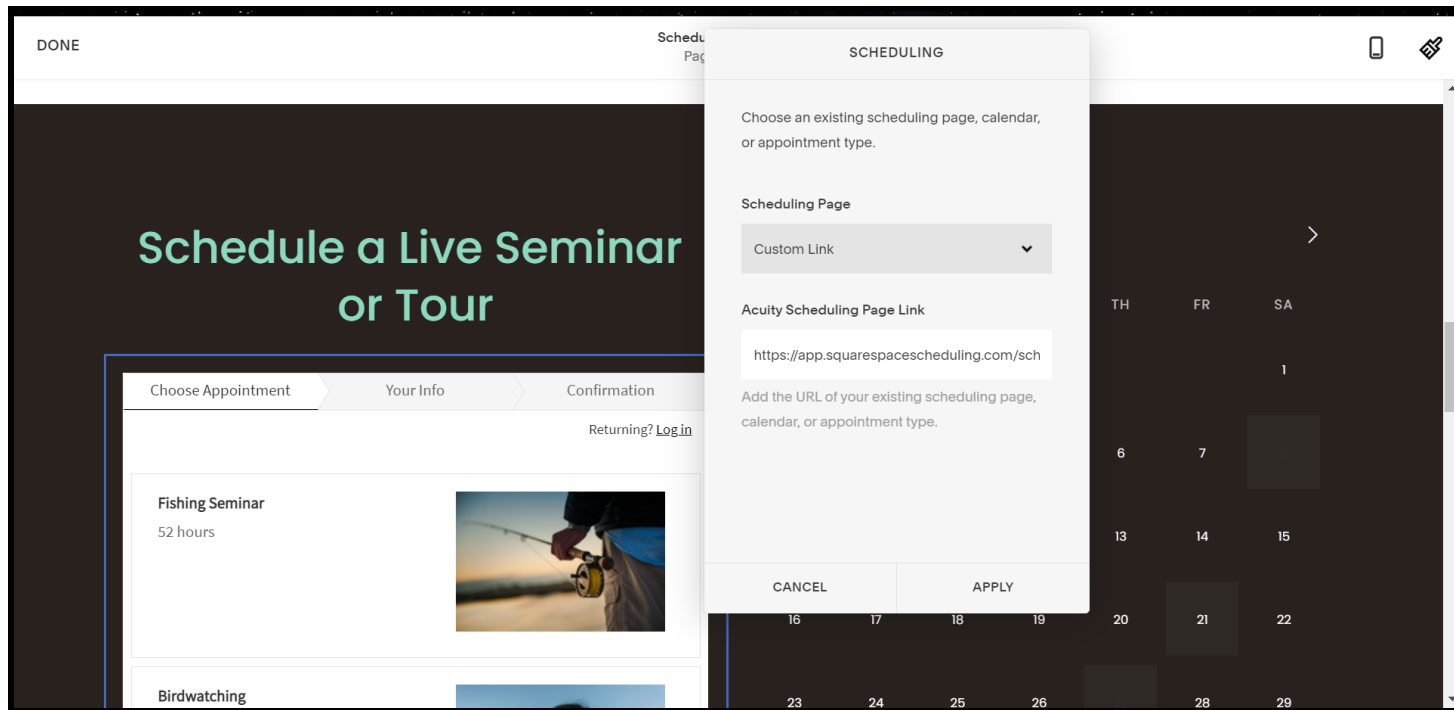 DONE
Schedu
Pag
SCHEDULING
Choose an existing scheduling page, calendar,
or appointment type.
Scheduling Page
Custom Link
Acuity Scheduling Page Link
https://app.squarespacescheduling.com/sch
Add the URL of your existing scheduling page,
calendar, or appointment type.
CANCEL
APPLY
Schedule a Live Seminar
or Tour
Choose Appointment
Your Info
Confirmation
Returning? Log in
Fishing Seminar
52 hours
Birdwatching
TH FR SA
1
6 7 8
13 14 15
16 17 18 19 20 21 22
23 24 25 26 28 29